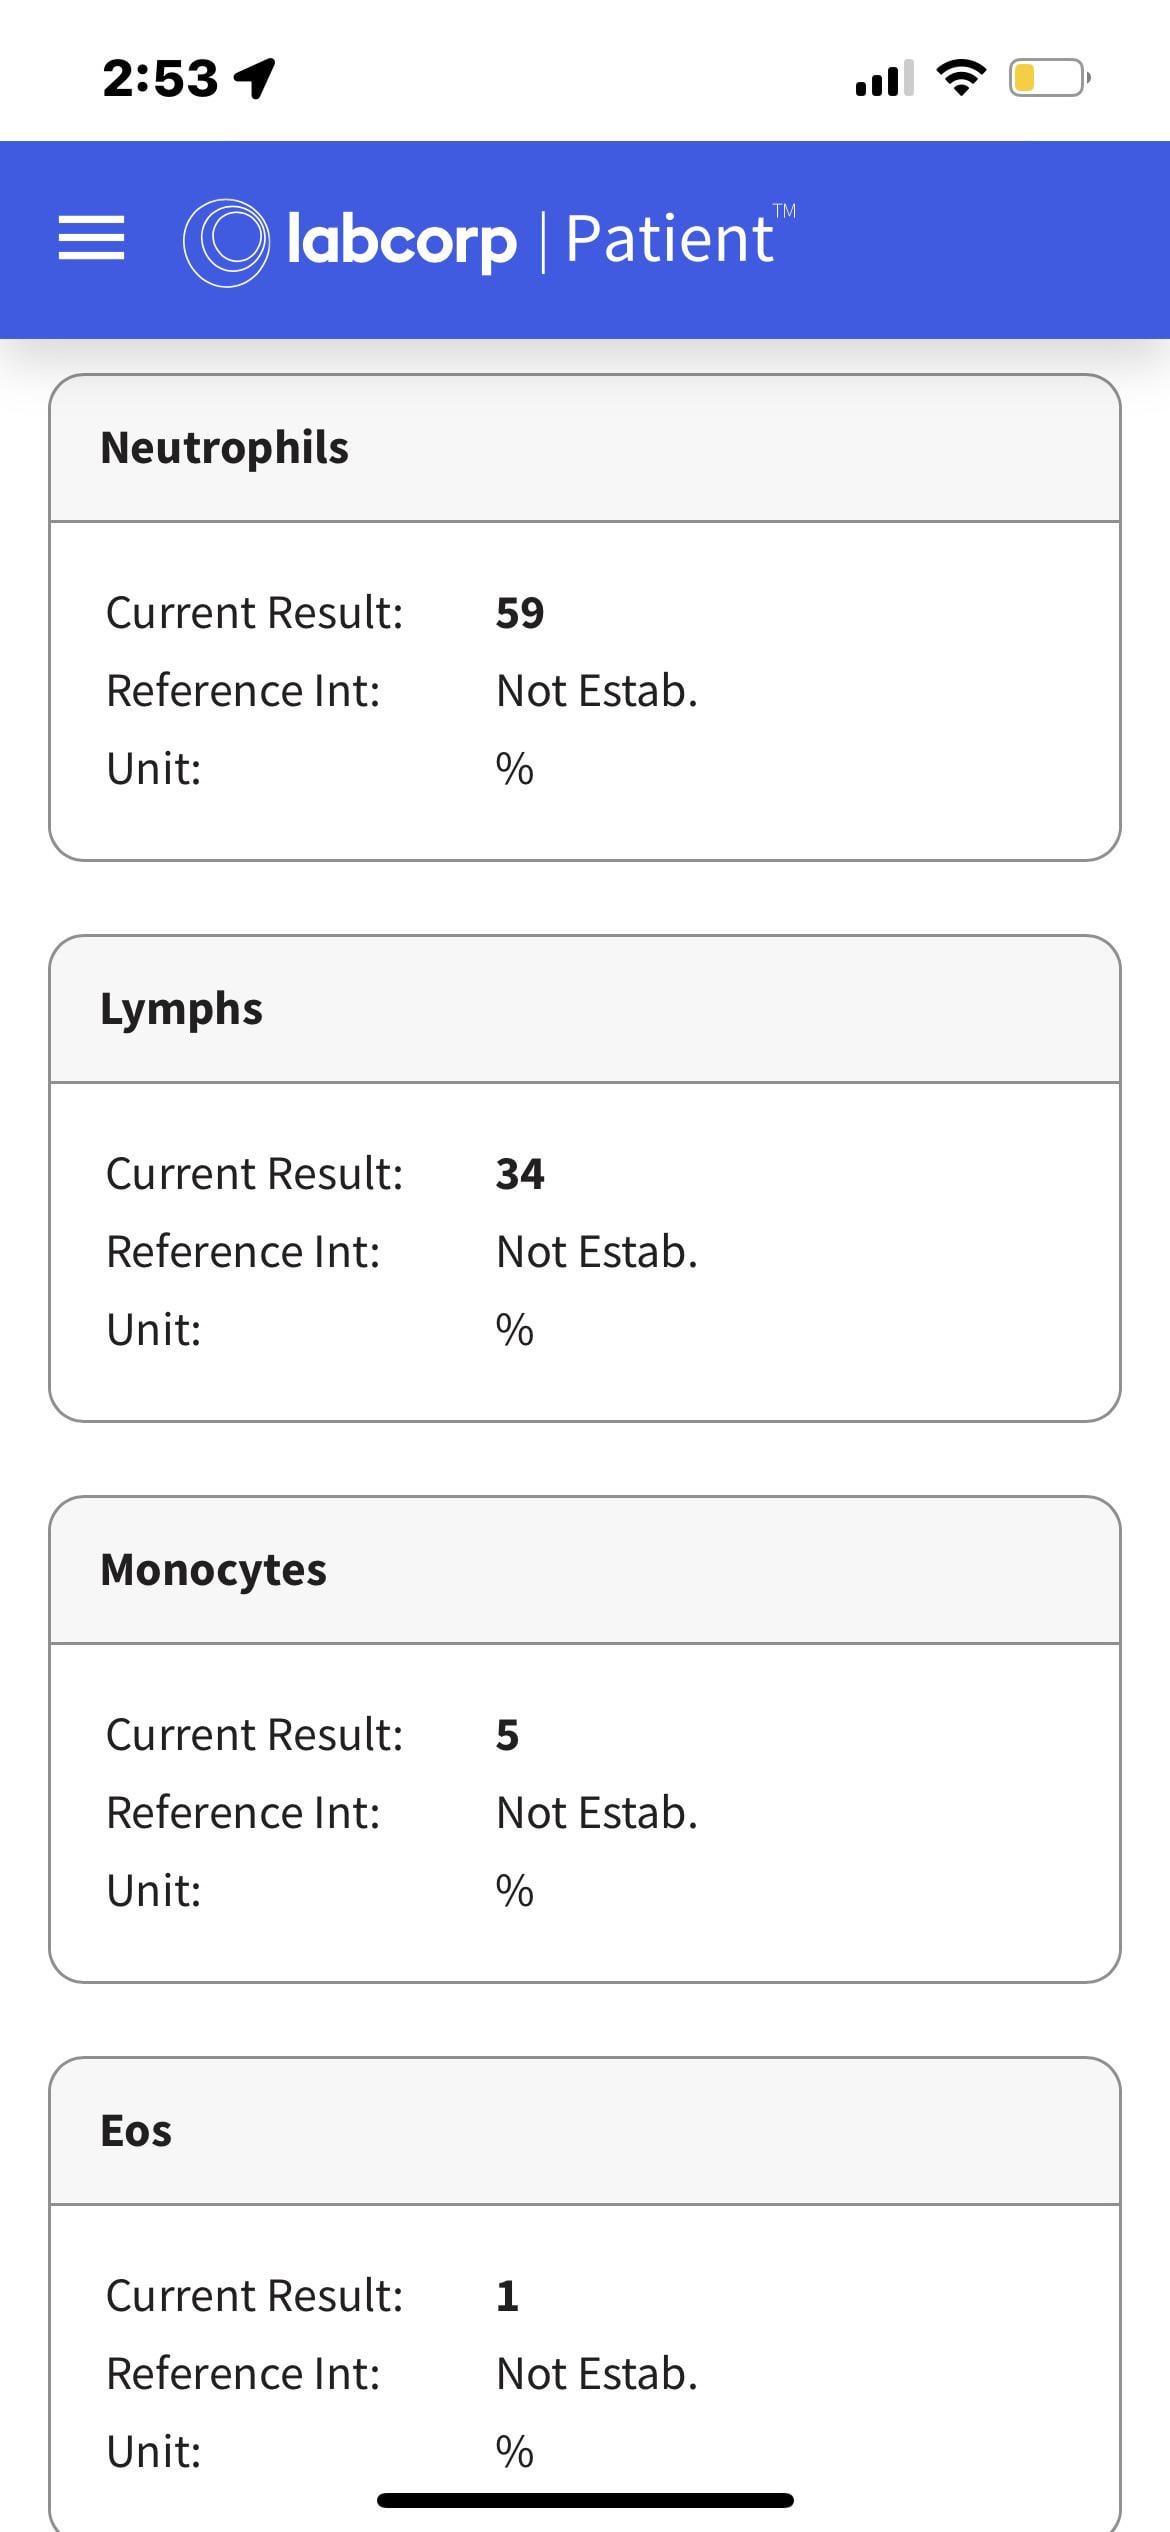 2:53
labcorp | Patient™
Neutrophils
Current Result: 59
Reference Int: Not Estab.
Unit: %
Lymphs
Current Result: 34
Reference Int: Not Estab.
Unit: %
Monocytes
Current Result: 5
Reference Int: Not Estab.
Unit: %
Eos
Current Result: 1
Reference Int: Not Estab.
Unit: %